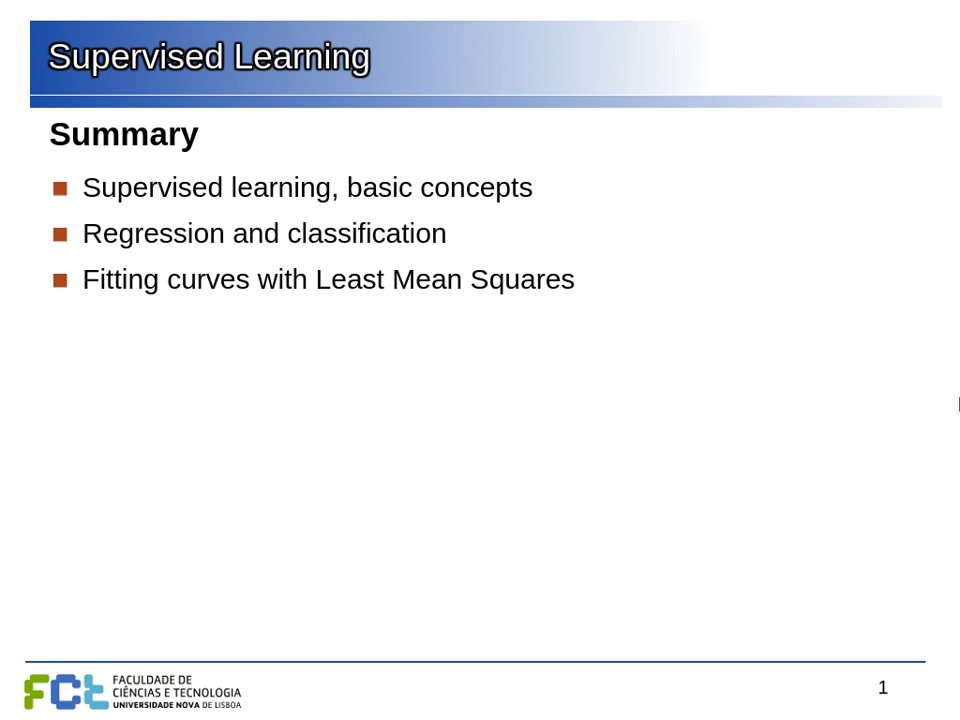 Supervised Learning
Summary
Supervised learning, basic concepts
Regression and classification
Fitting curves with Least Mean Squares
FCt
FACULDADE DE
CIÊNCIAS E TECNOLOGIA
UNIVERSIDADE NOVA DE LISBOA
1